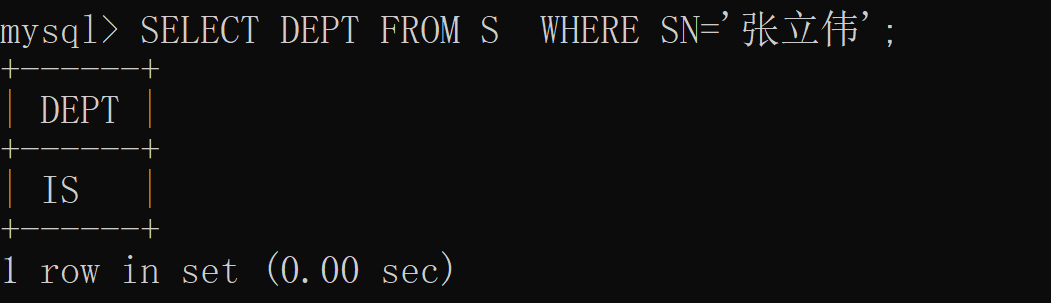 mysql> SELECT DEPT FROM S  WHERE SN='张立伟';
+------+
| DEPT |
+------+
| IS   |
+------+
1 row in set (0.00 sec)